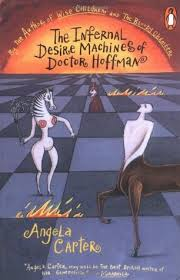 By the Author of Wise Children and The Bloody Chamber
The Infernal
Desire Machines of
Doctor Hoffman
Angela
Carter
"Angela Carter, may well be the best British writer of
her generation."